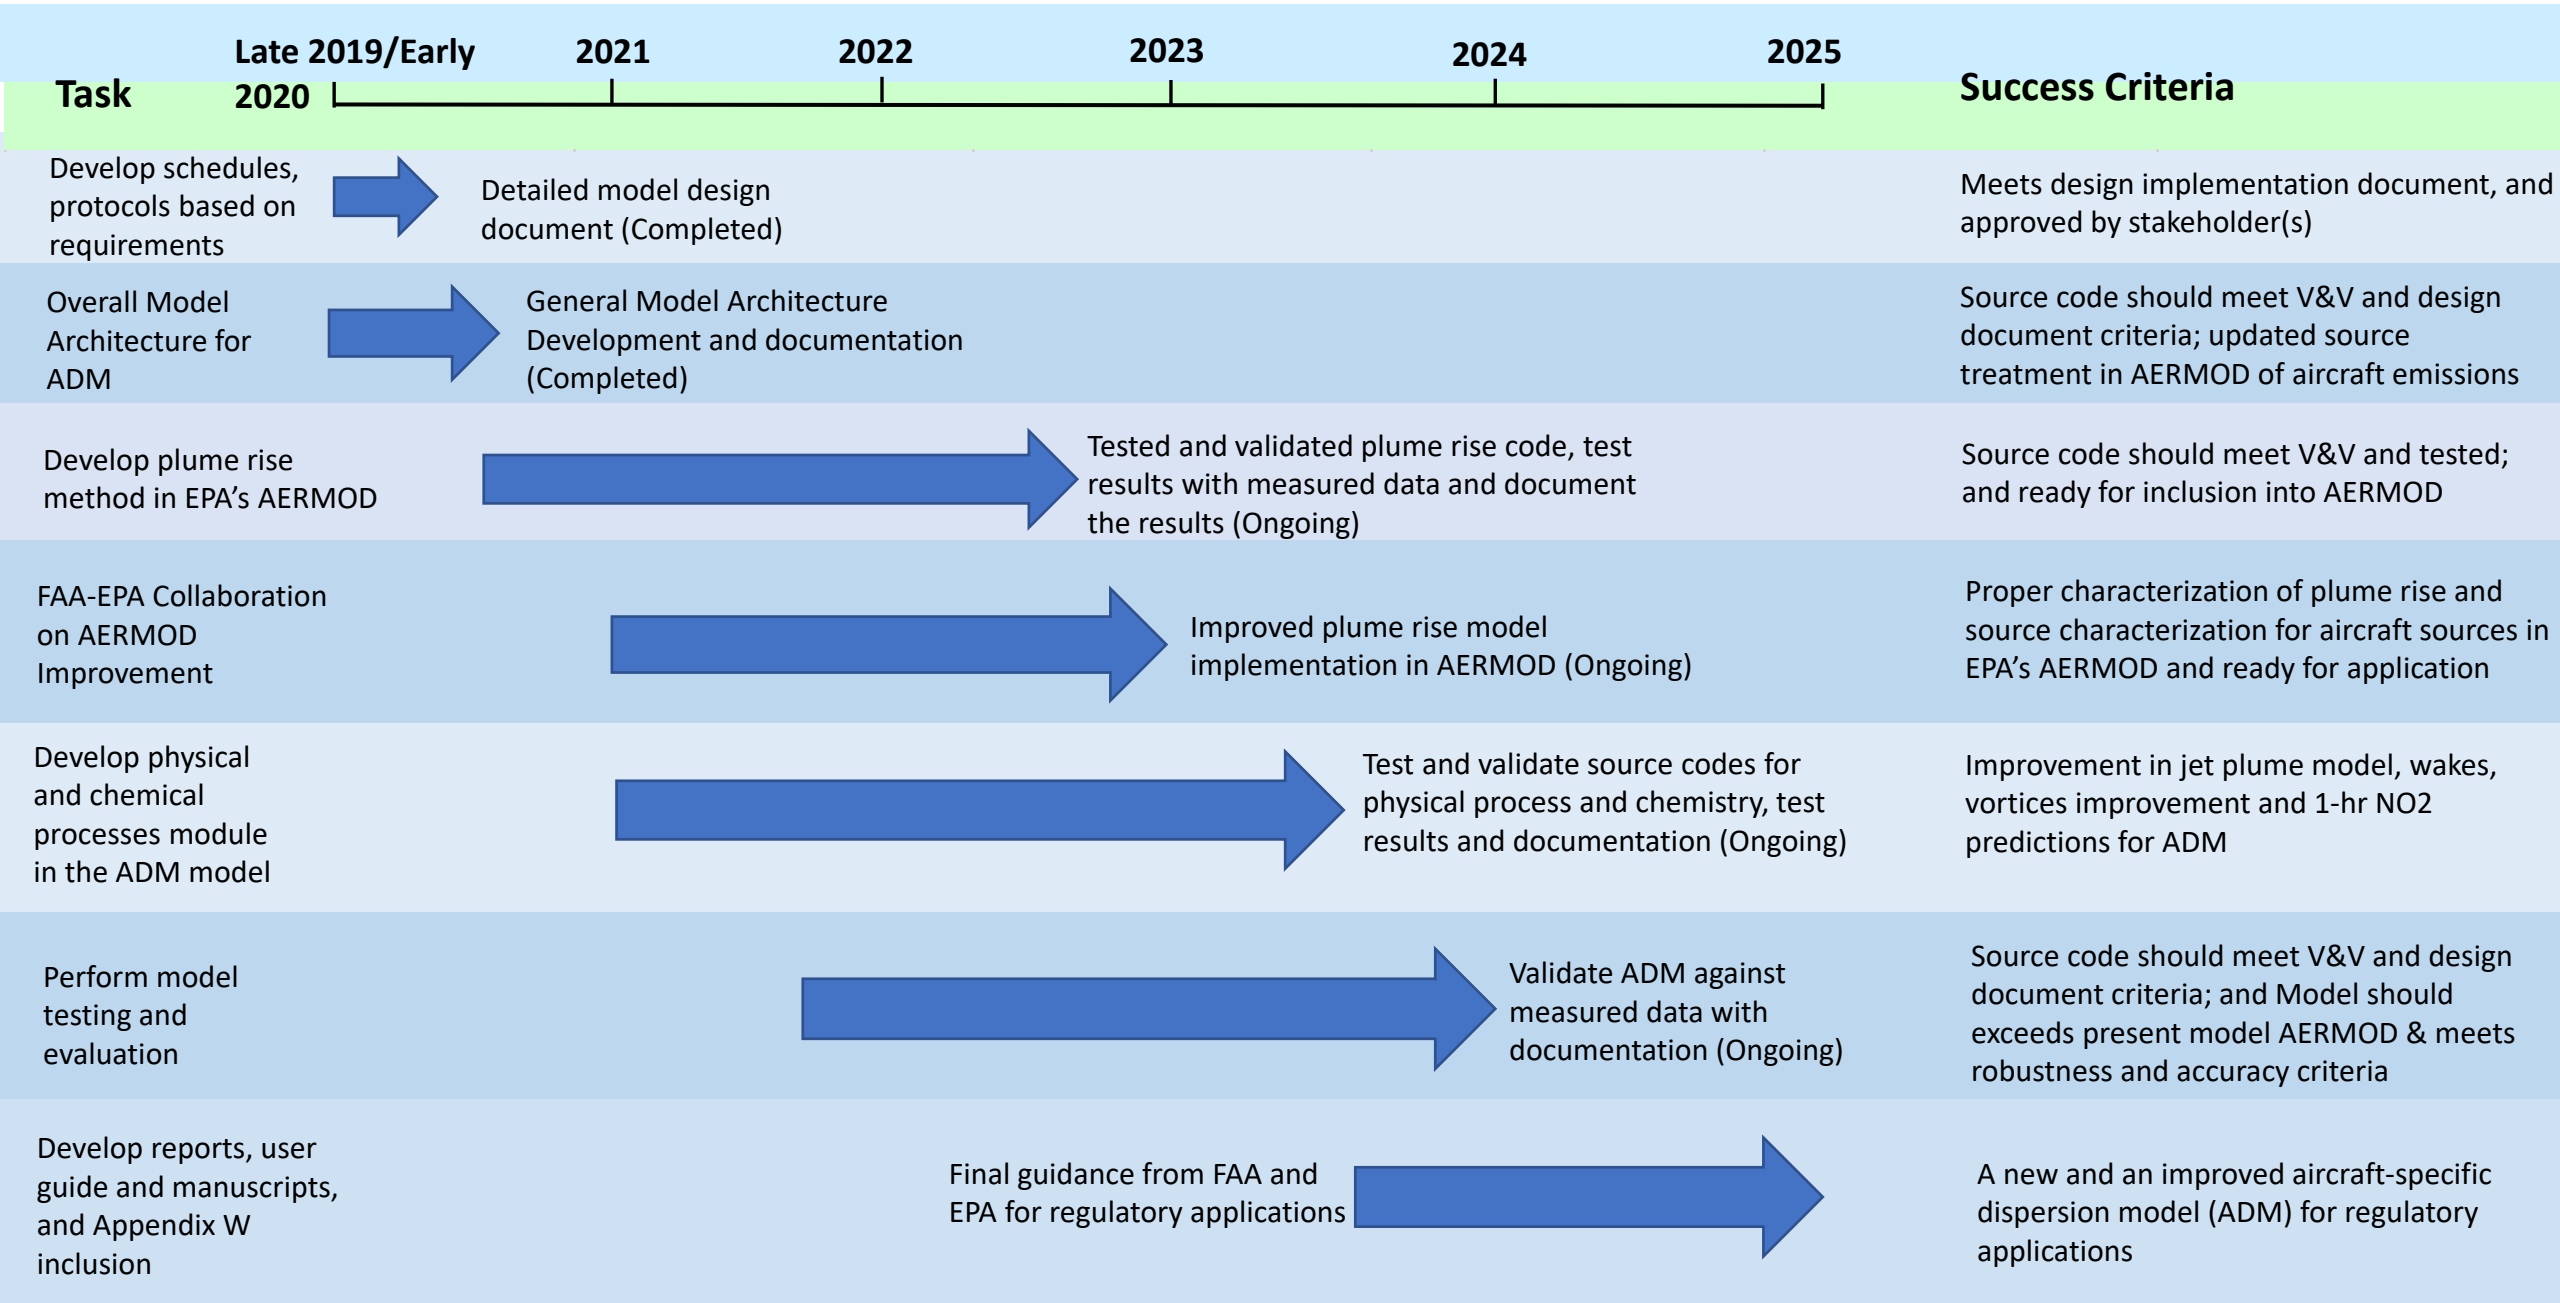 Task
Late 2019/Early
2020
2021
2022
2023
2024
2025
Success Criteria
Develop schedules,
protocols based on
requirements
Detailed model design
document (Completed)
Meets design implementation document, and
approved by stakeholder(s)
Overall Model
Architecture for
ADM
General Model Architecture
Development and documentation
(Completed)
Source code should meet V&V and design
document criteria; updated source
treatment in AERMOD of aircraft emissions
Develop plume rise
method in EPA’s AERMOD
Tested and validated plume rise code, test
results with measured data and document
the results (Ongoing)
Source code should meet V&V and tested;
and ready for inclusion into AERMOD
FAA-EPA Collaboration
on AERMOD
Improvement
Improved plume rise model
implementation in AERMOD (Ongoing)
Proper characterization of plume rise and
source characterization for aircraft sources in
EPA’s AERMOD and ready for application
Develop physical
and chemical
processes module
in the ADM model
Test and validate source codes for
physical process and chemistry, test
results and documentation (Ongoing)
Improvement in jet plume model, wakes,
vortices improvement and 1-hr NO2
predictions for ADM
Perform model
testing and
evaluation
Validate ADM against
measured data with
documentation (Ongoing)
Source code should meet V&V and design
document criteria; and Model should
exceeds present model AERMOD & meets
robustness and accuracy criteria
Develop reports, user
guide and manuscripts,
and Appendix W
inclusion
Final guidance from FAA and
EPA for regulatory applications
A new and an improved aircraft-specific
dispersion model (ADM) for regulatory
applications